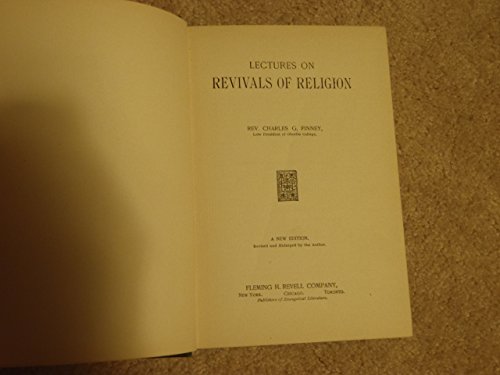 LECTURES ON
REVIVALS OF RELIGION
REV. CHARLES G. FINNEY,
Late President of Oberlin College.
A NEW EDITION,
Revised and Enlarged by the Author.
FLEMING H. REVELL COMPANY,
NEW YORK. CHICAGO. TORONTO.
Publishers of Evangelical Literature.